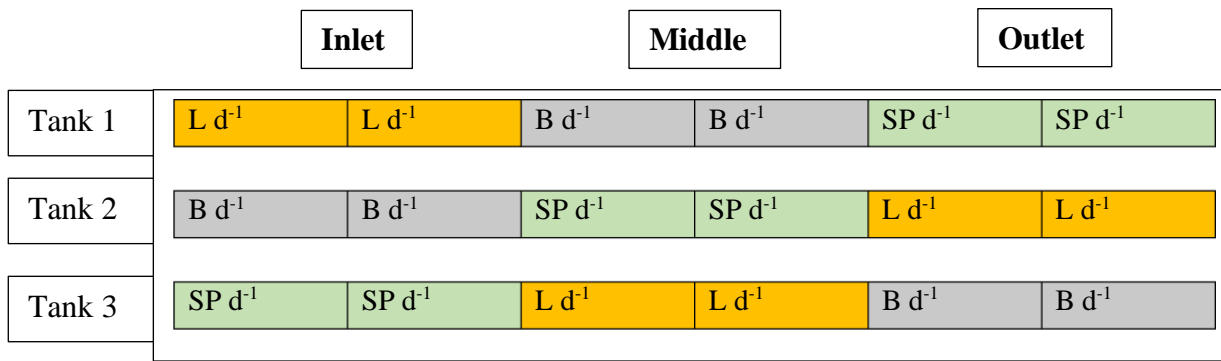 Inlet Middle Outlet
Tank 1 L d⁻¹ L d⁻¹ B d⁻¹ B d⁻¹ SP d⁻¹ SP d⁻¹
Tank 2 B d⁻¹ B d⁻¹ SP d⁻¹ SP d⁻¹ L d⁻¹ L d⁻¹
Tank 3 SP d⁻¹ SP d⁻¹ L d⁻¹ L d⁻¹ B d⁻¹ B d⁻¹